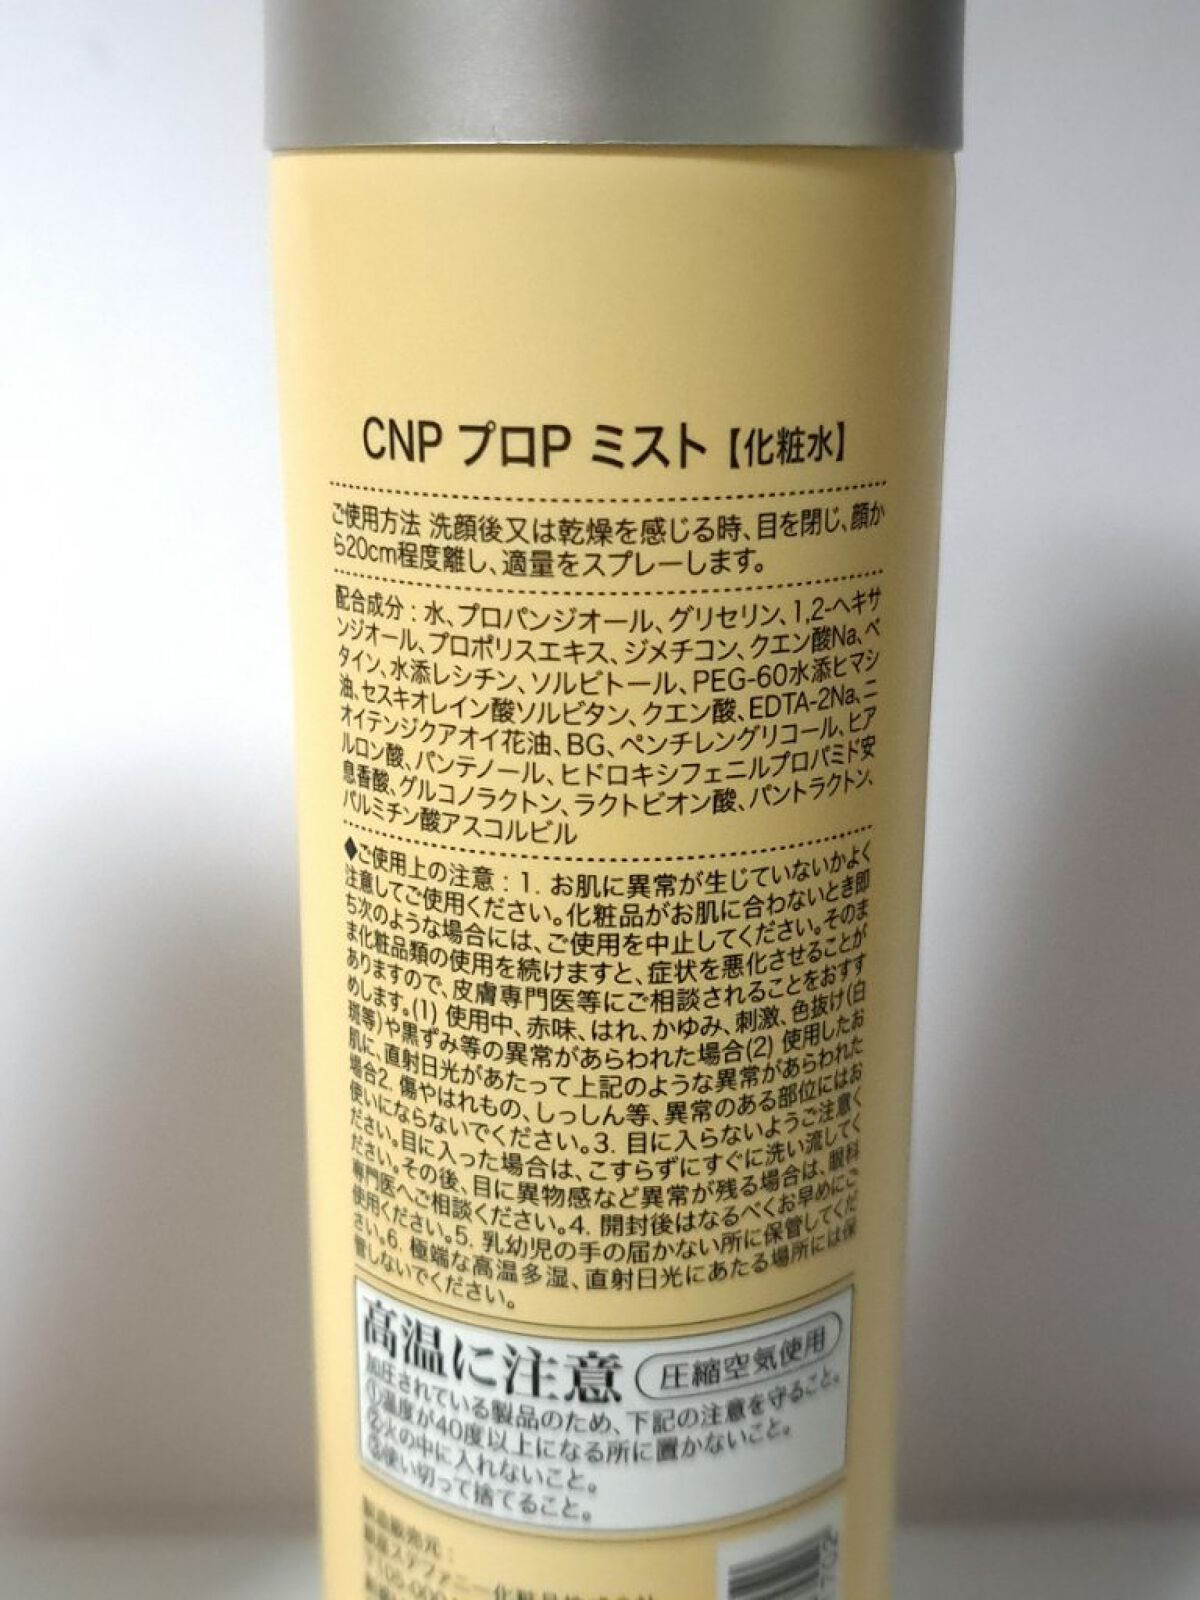 CNP プロP ミスト【化粧水】
ご使用方法 洗顔後又は乾燥を感じる時、目を閉じ、顔か
ら20cm程度離し、適量をスプレーします。
配合成分 : 水、プロパンジオール、グリセリン、1,2-ヘキサ
ンジオール、プロポリスエキス、ジメチコン、クエン酸Na、ベ
タイン、水添レシチン、ソルビトール、PEG-60水添ヒマシ
油、セスキオレイン酸ソルビタン、クエン酸、EDTA-2Na、ニ
オイテンジクアオイ花油、BG、ペンチレングリコール、ヒア
ルロン酸、パンテノール、ヒドロキシフェニルプロパミド安
息香酸、グルコノラクトン、ラクトビオン酸、パントラクトン、
パルミチン酸アスコルビル
◆ご使用上の注意 : 1. お肌に異常が生じていないかよく
注意してご使用ください。化粧品がお肌に合わないとき即
ち次のような場合には、ご使用を中止してください。そのま
ま化粧品類の使用を続けますと、症状を悪化させることが
ありますので、皮膚専門医等にご相談されることをおすす
めします。(1) 使用中、赤味、はれ、かゆみ、刺激、色抜け(白
斑等)や黒ずみ等の異常があらわれた場合(2) 使用したお
肌に、直射日光があたって上記のような異常があらわれた
場合2. 傷やはれもの、しっしん等、異常のある部位にはお
使いにならないでください。3. 目に入らないようご注意く
ださい。目に入った場合は、こすらずにすぐに洗い流してく
ださい。その後、目に異物感など異常が残る場合は、眼科
専門医へご相談ください。4. 開封後はなるべくお早めにご
使用ください。5. 乳幼児の手の届かない所に保管してくだ
さい。6. 極端な高温多湿、直射日光にあたる場所には保
管しないでください。
高温に注意 圧縮空気使用
加圧されている製品のため、下記の注意を守ること。
①温度が40度以上になる所に置かないこと。
②火の中に入れないこと。
③使い切って捨てること。
製造販売元 :